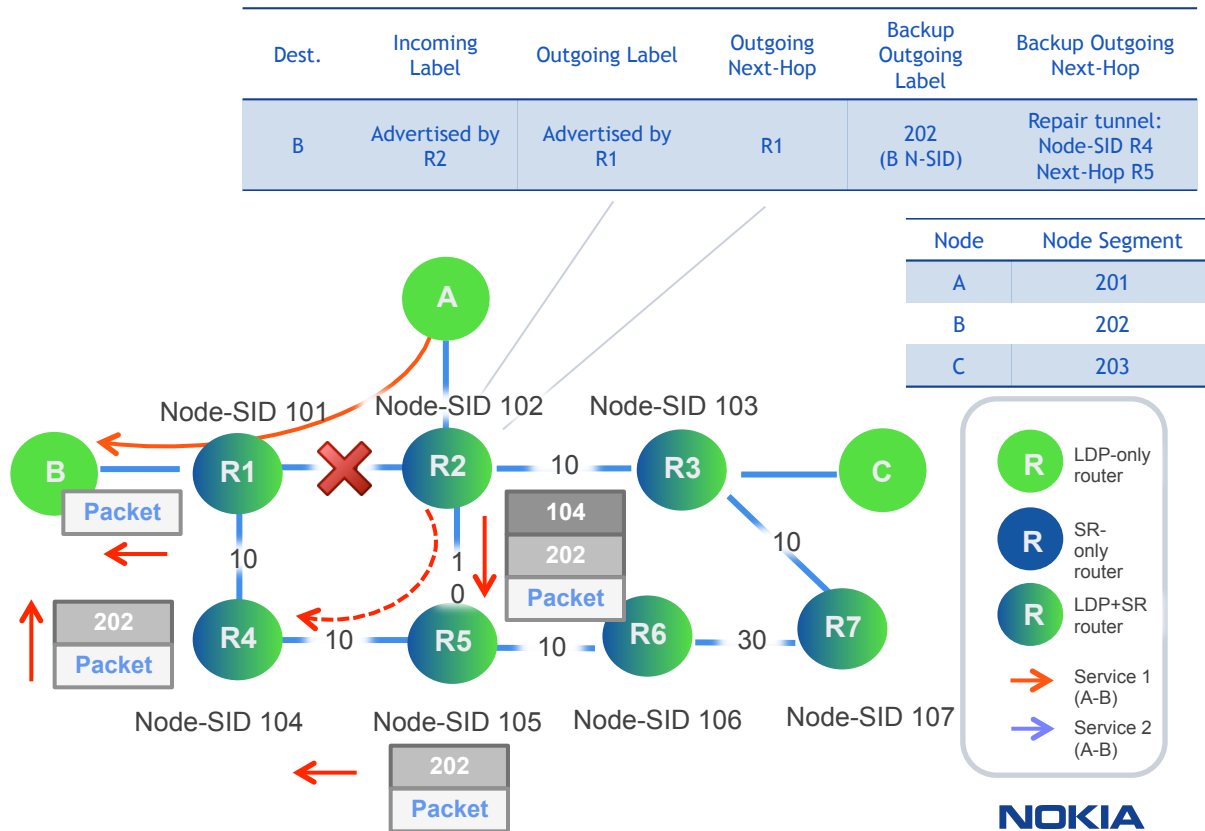 Dest.
Incoming
Label
Outgoing Label
Outgoing
Next-Hop
Backup
Outgoing
Label
Backup Outgoing
Next-Hop
B
Advertised by
R2
Advertised by
R1
R1
202
(B N-SID)
Repair tunnel:
Node-SID R4
Next-Hop R5
Node
Node Segment
A
201
B
202
C
203
A
Node-SID 101
Node-SID 102
Node-SID 103
B
R1
R2
10
R3
C
Packet
104
202
Packet
10
1
0
10
202
Packet
R4
10
R5
10
R6
30
R7
Node-SID 104
Node-SID 105
Node-SID 106
Node-SID 107
202
Packet
R
LDP-only
router
R
SR-
only
router
R
LDP+SR
router
Service 1
(A-B)
Service 2
(A-B)
NOKIA